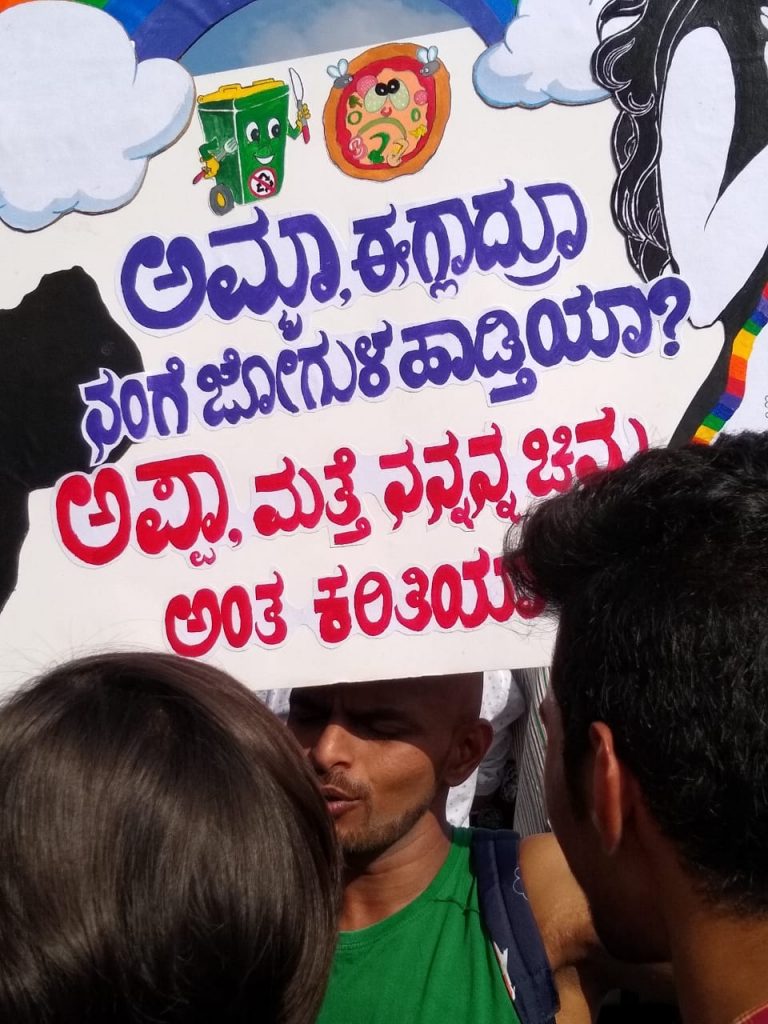 ಅಮ್ಮಾ, ಈಗ್ಲಾದ್ರೂ
ನಂಗೆ ಜೋಗುಳ ಹಾಡ್ತಿಯಾ?
ಅಪ್ಪಾ, ಮತ್ತೆ ನನ್ನನ್ನ
ಅಂತ